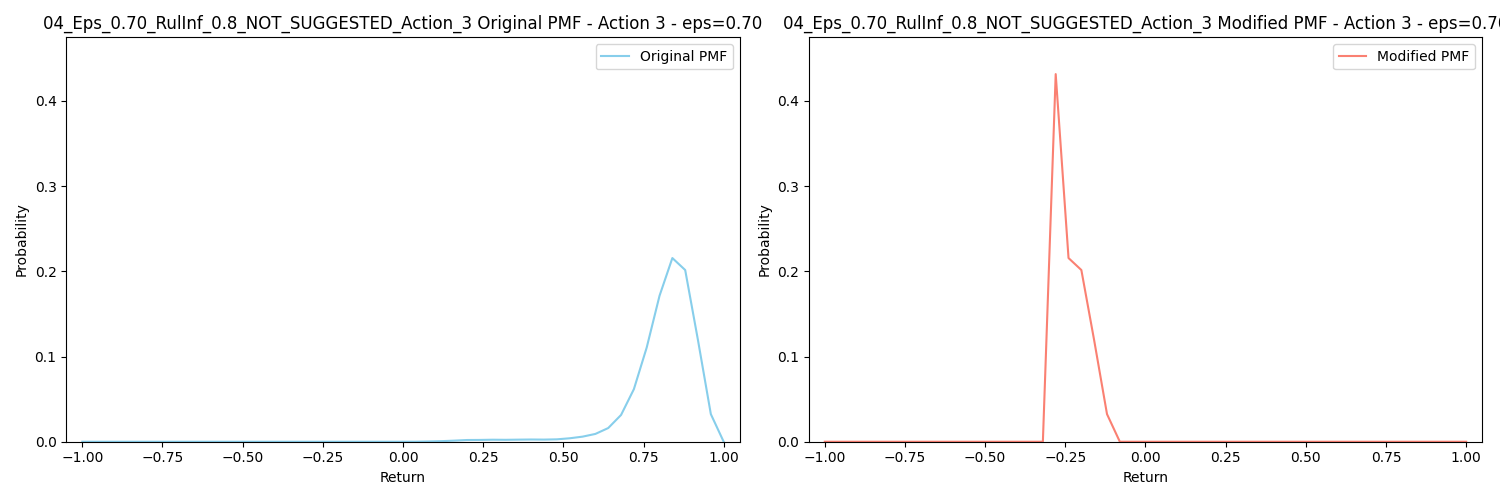 04_Eps_0.70_RulInf_0.8_NOT_SUGGESTED_Action_3 Original PMF - Action 3 - eps=0.70
Original PMF
0.4
0.3
0.2
0.1
0.0
Probability
−1.00 −0.75 −0.50 −0.25 0.00 0.25 0.50 0.75 1.00
Return
4_Eps_0.70_RulInf_0.8_NOT_SUGGESTED_Action_3 Modified PMF - Action 3 - eps=0.70
Modified PMF
0.4
0.3
0.2
0.1
0.0
Probability
−1.00 −0.75 −0.50 −0.25 0.00 0.25 0.50 0.75 1.00
Return